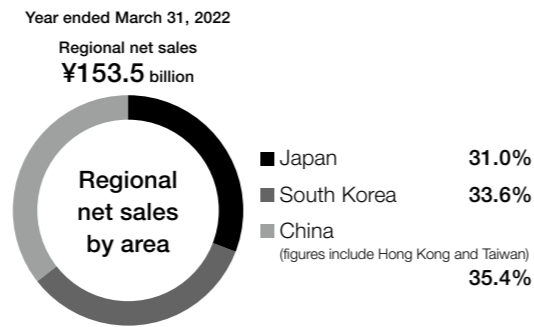 Year ended March 31, 2022
Regional net sales
¥153.5 billion
Regional
net sales
by area
Japan 31.0%
South Korea 33.6%
China
(figures include Hong Kong and Taiwan)
35.4%